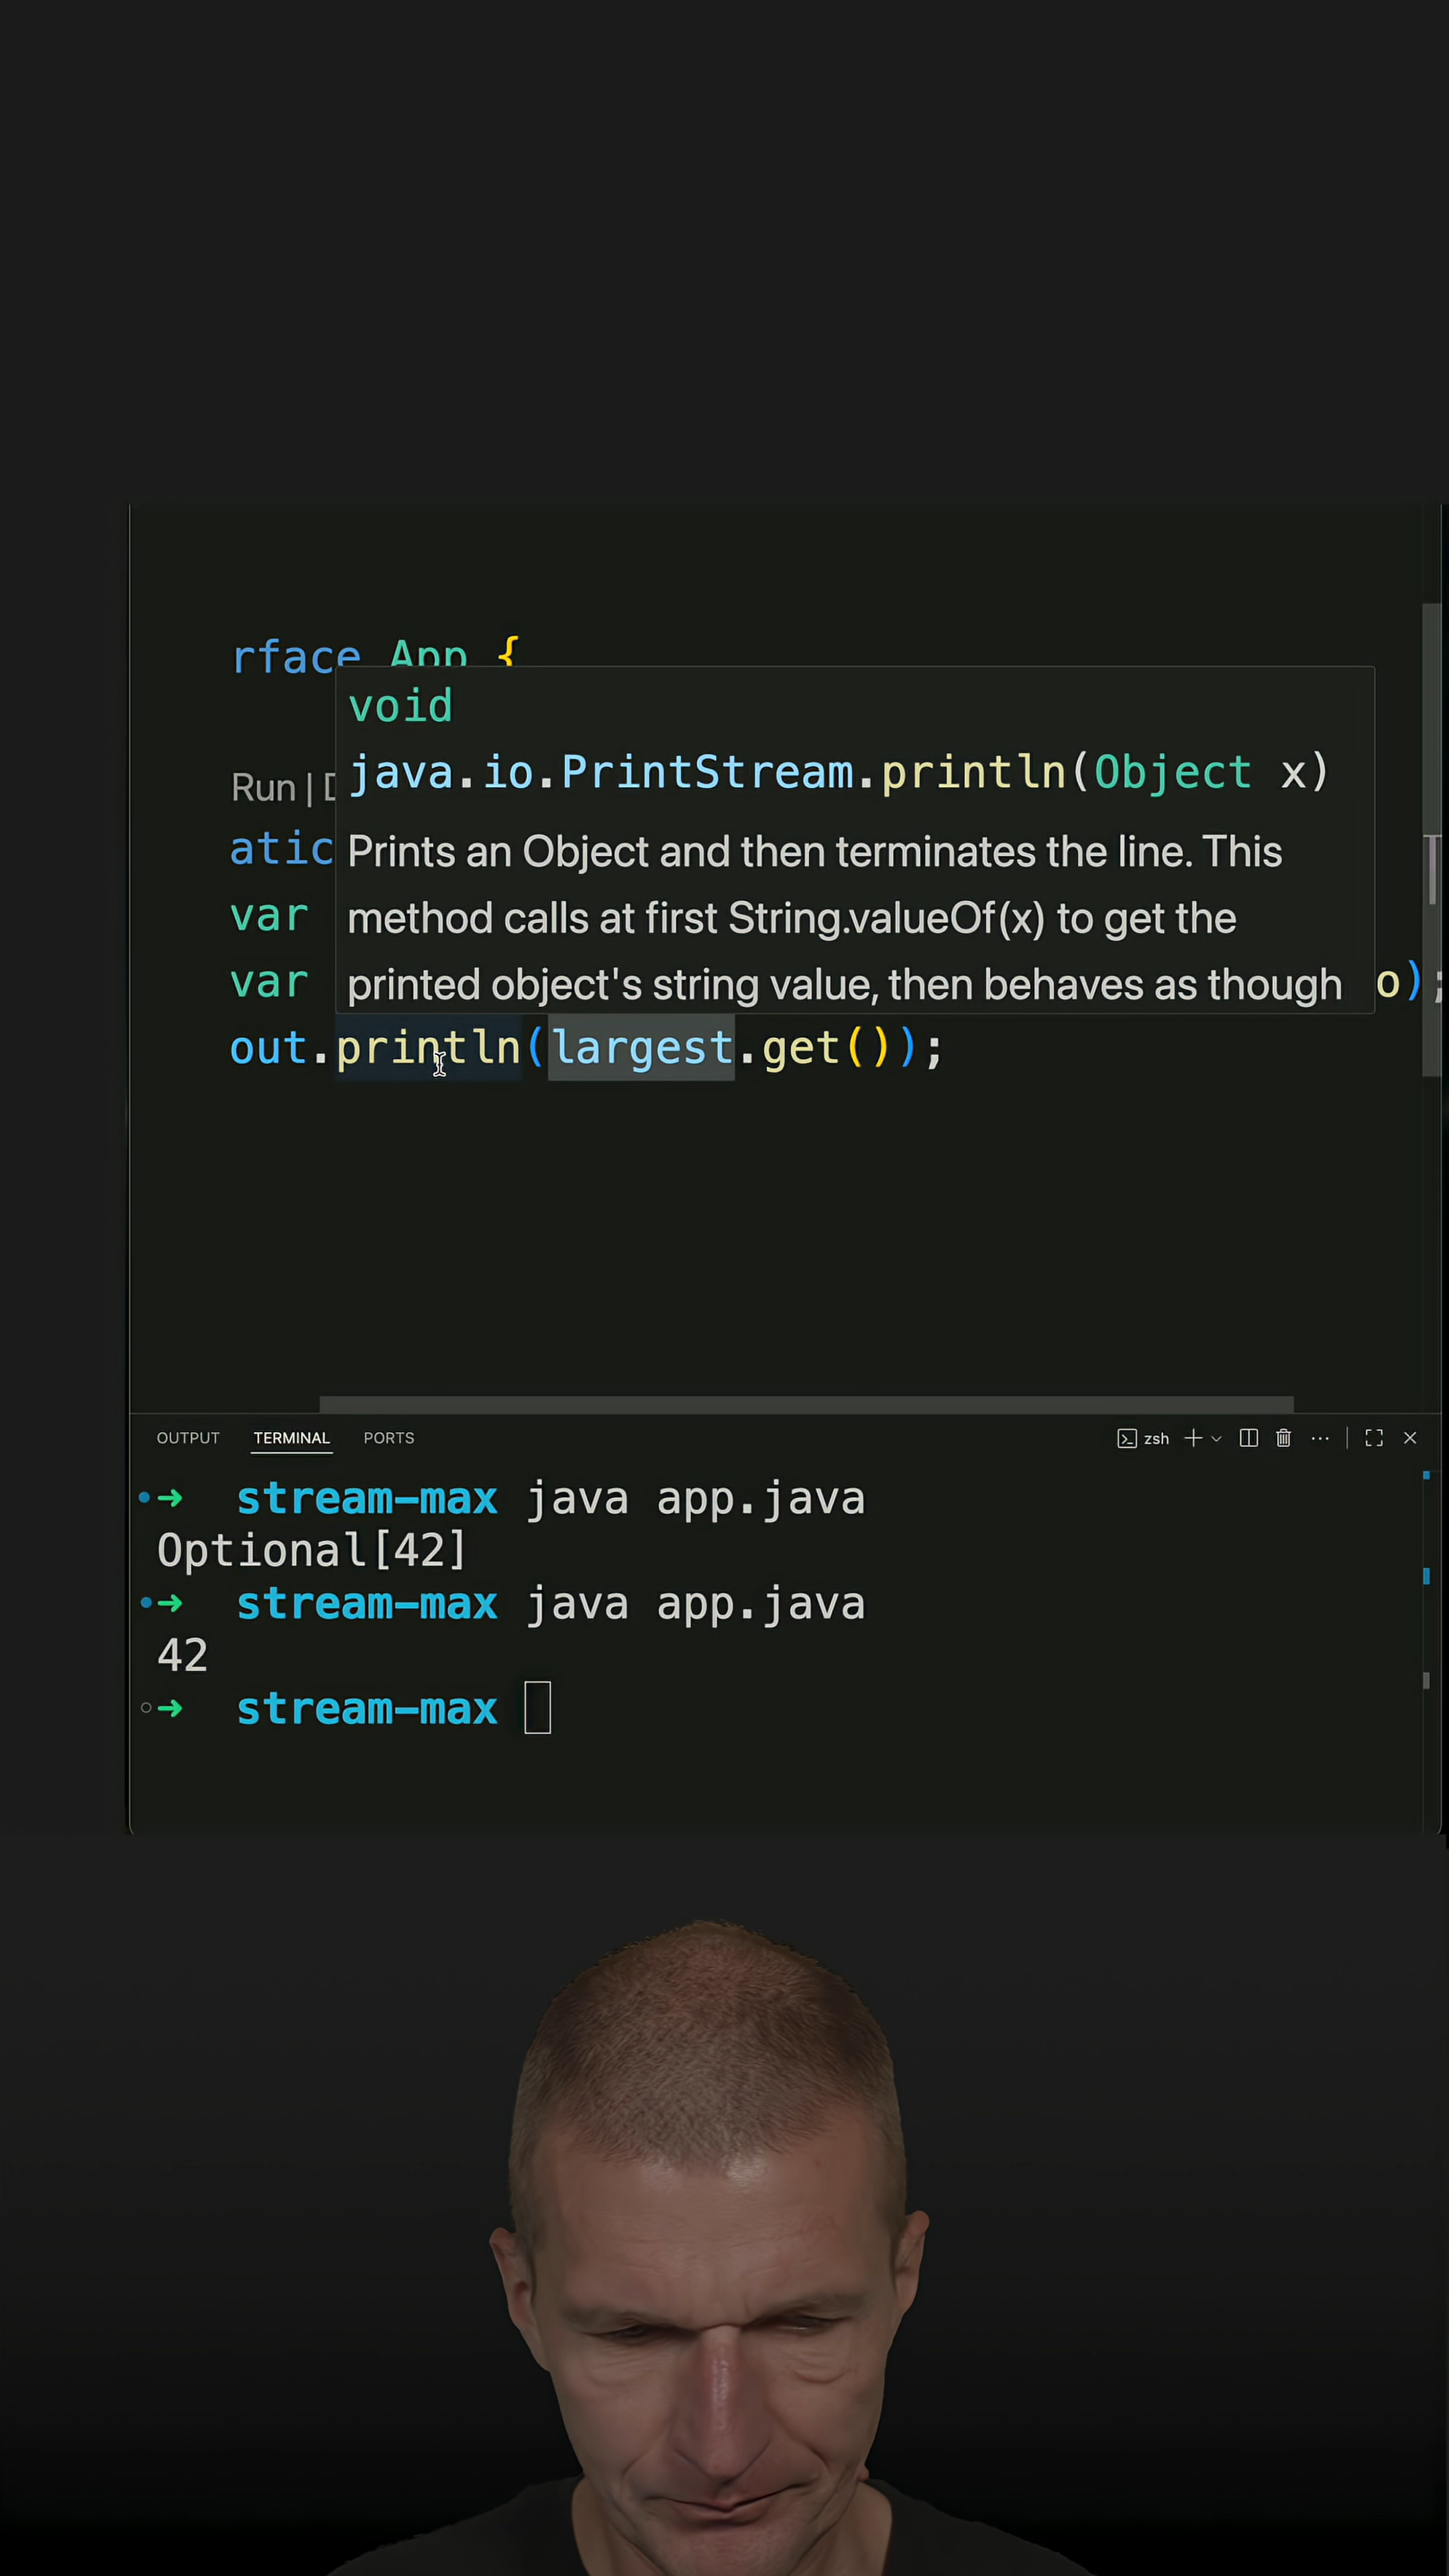 rface App {
void
java.io.PrintStream.println(Object x)
Run|D
atic
Prints an Object and then terminates the line. This
var
method calls at first String.valueOf(x) to get the
var
printed object's string value, then behaves as though
o);
out.println(largest.get());
OUTPUT TERMINAL PORTS zsh
stream-max java app.java
Optional[42]
stream-max java app.java
42
stream-max